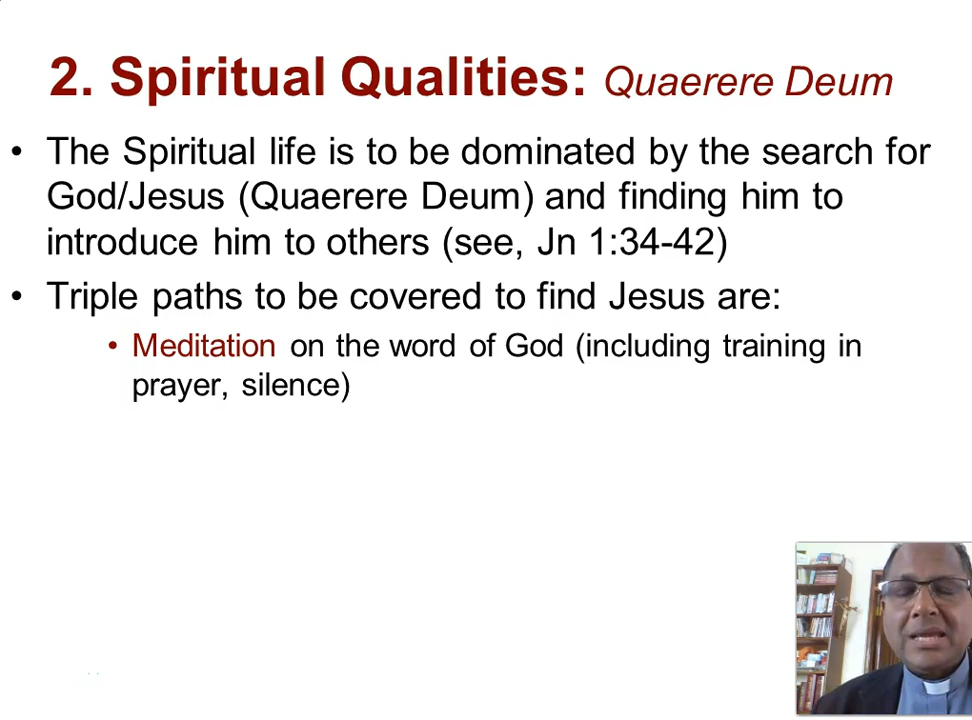 2. Spiritual Qualities: Quaerere Deum
• The Spiritual life is to be dominated by the search for
God/Jesus (Quaerere Deum) and finding him to
introduce him to others (see, Jn 1:34-42)
• Triple paths to be covered to find Jesus are:
• Meditation on the word of God (including training in
prayer, silence)